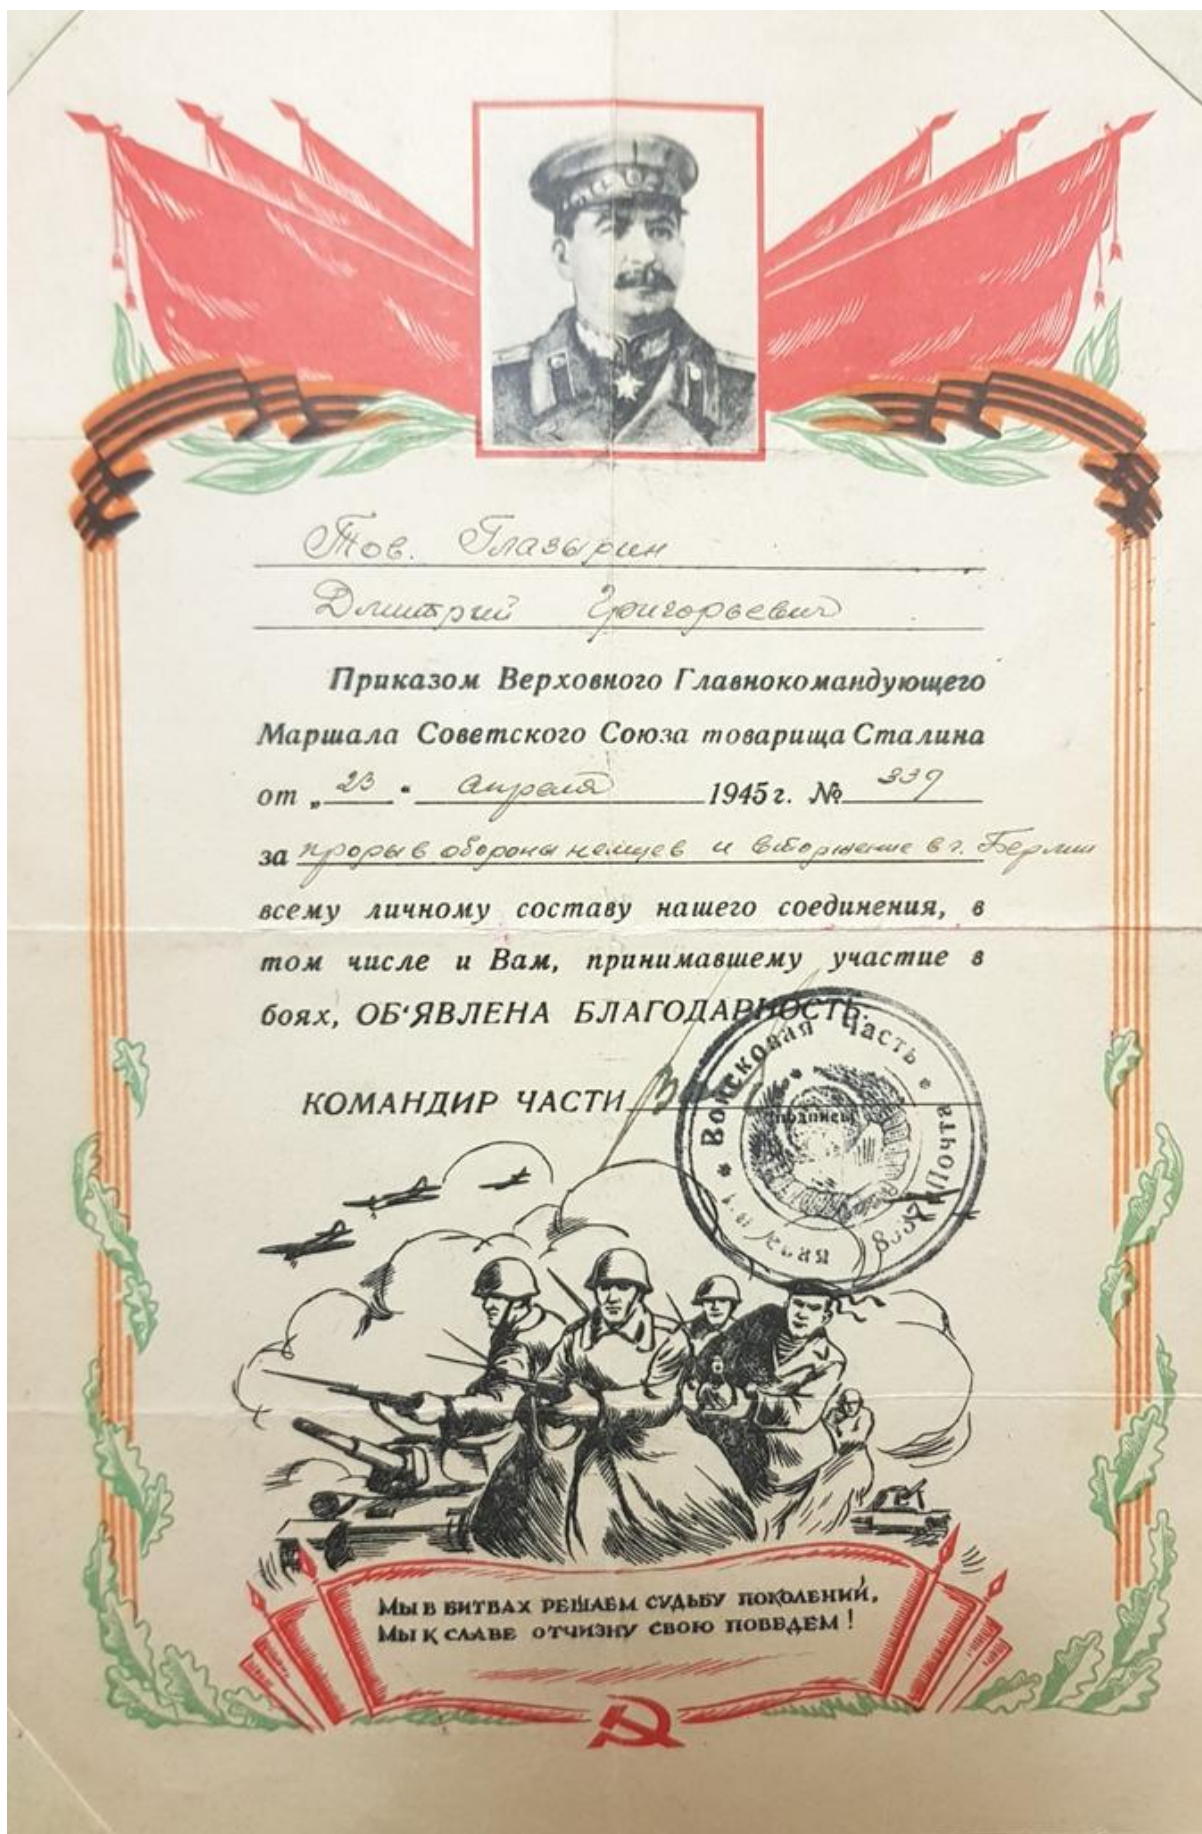 Тов. Глазырин
Дмитрий Григорьевич
Приказом Верховного Главнокомандующего
Маршала Советского Союза товарища Сталина
от „23“ апреля 1945 г. № 339
за прорыв обороны немцев и вторжение в г. Берлин
всему личному составу нашего соединения, в
том числе и Вам, принимавшему участие в
боях, ОБ'ЯВЛЕНА БЛАГОДАРНОСТЬ.
КОМАНДИР ЧАСТИ
(подпись)
* Войсковая часть * Почта
МЫ В БИТВАХ РЕШАЕМ СУДЬБУ ПОКОЛЕНИЙ,
МЫ К СЛАВЕ ОТЧИЗНУ СВОЮ ПОВЕДЕМ!